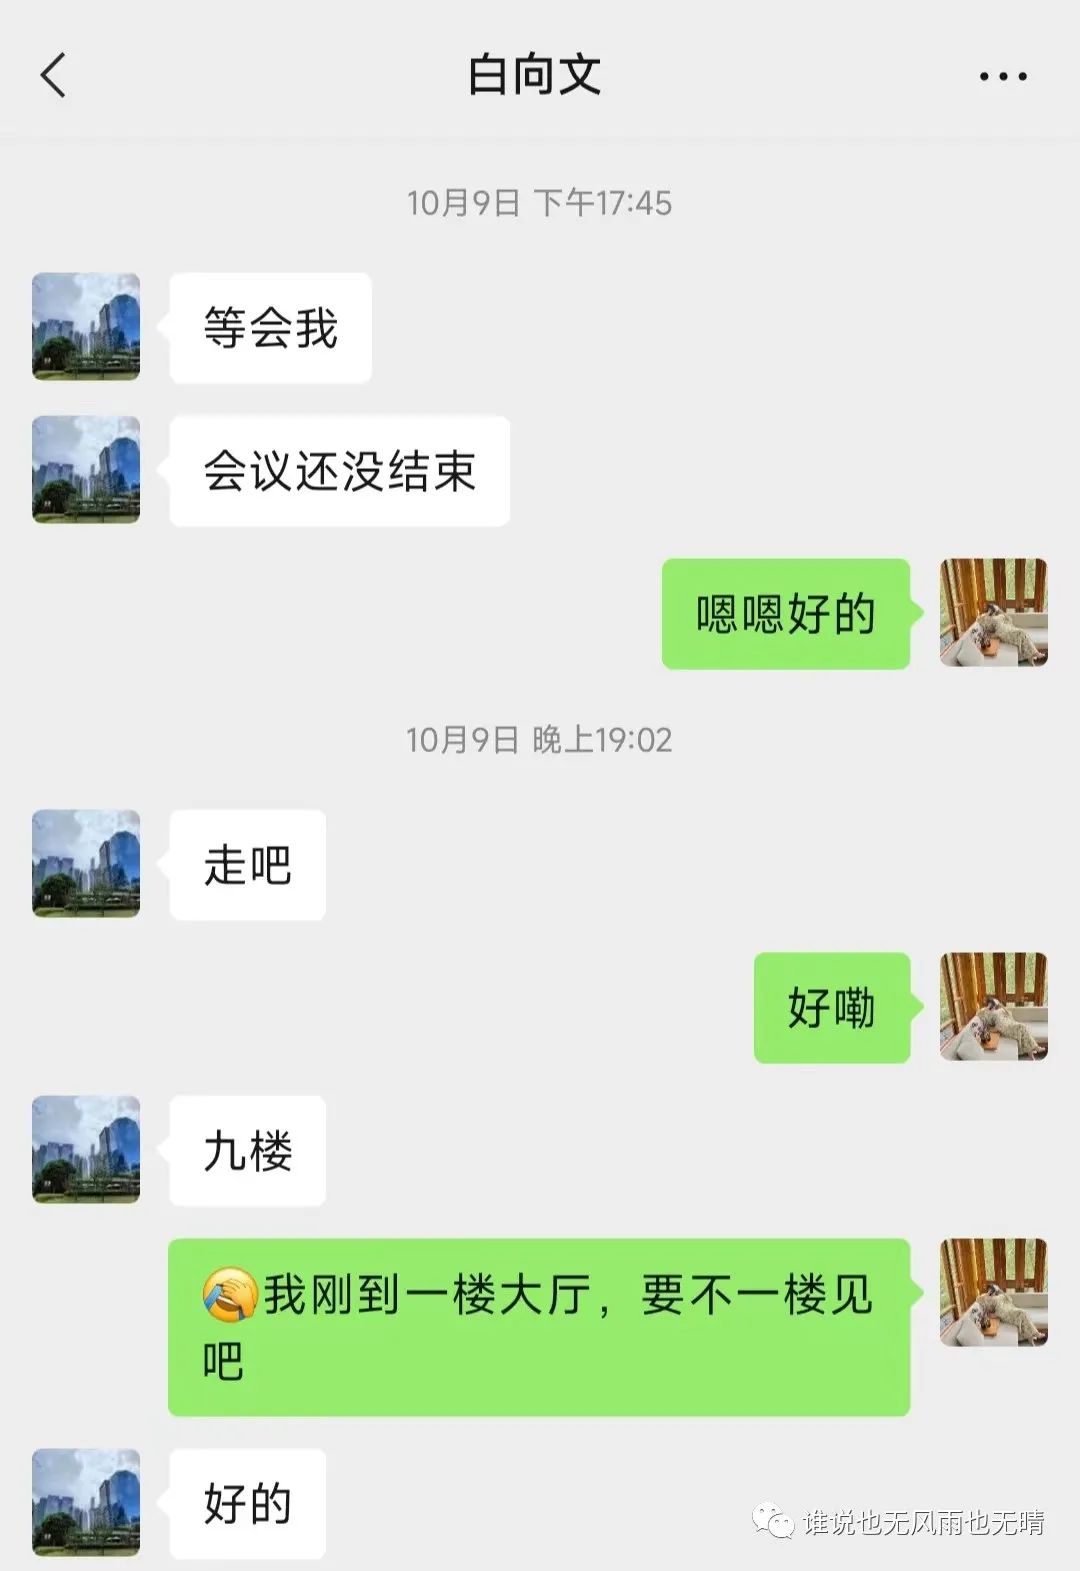 白向文
10月9日 下午17:45
等会我
会议还没结束
嗯嗯好的
10月9日 晚上19:02
走吧
好嘞
九楼
🤣我刚到一楼大厅，要不一楼见
吧
好的
谁说也无风雨也无晴